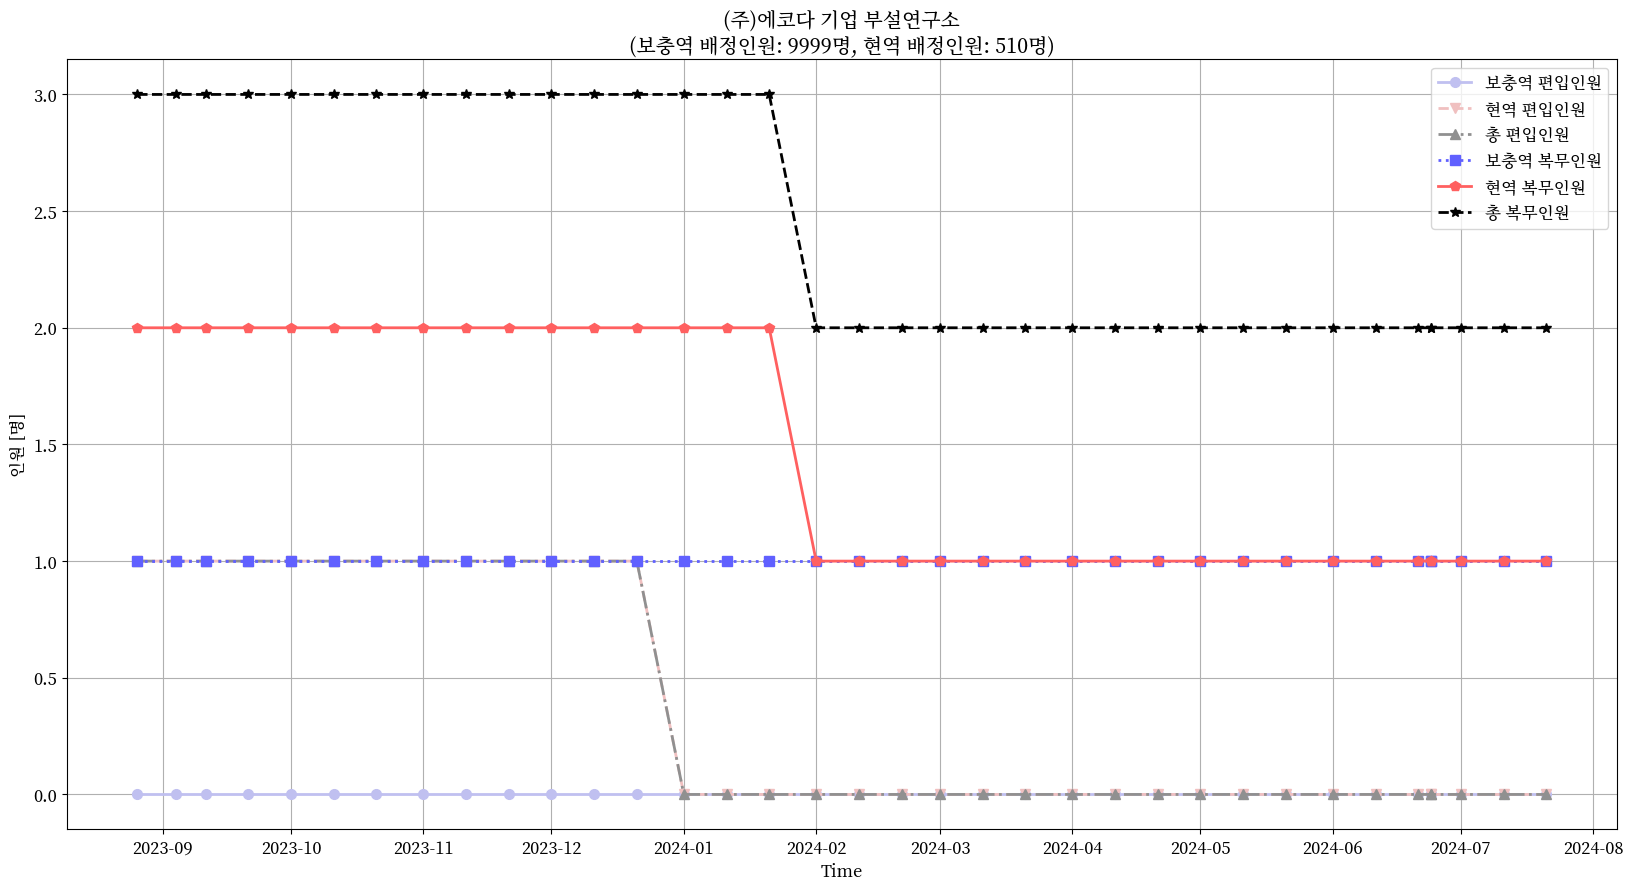 (주)에코다 기업 부설연구소
(보충역 배정인원: 9999명, 현역 배정인원: 510명)
보충역 편입인원
현역 편입인원
총 편입인원
보충역 복무인원
현역 복무인원
총 복무인원
인원 [명]
3.0
2.5
2.0
1.5
1.0
0.5
0.0
2023-09 2023-10 2023-11 2023-12 2024-01 2024-02 2024-03 2024-04 2024-05 2024-06 2024-07 2024-08
Time